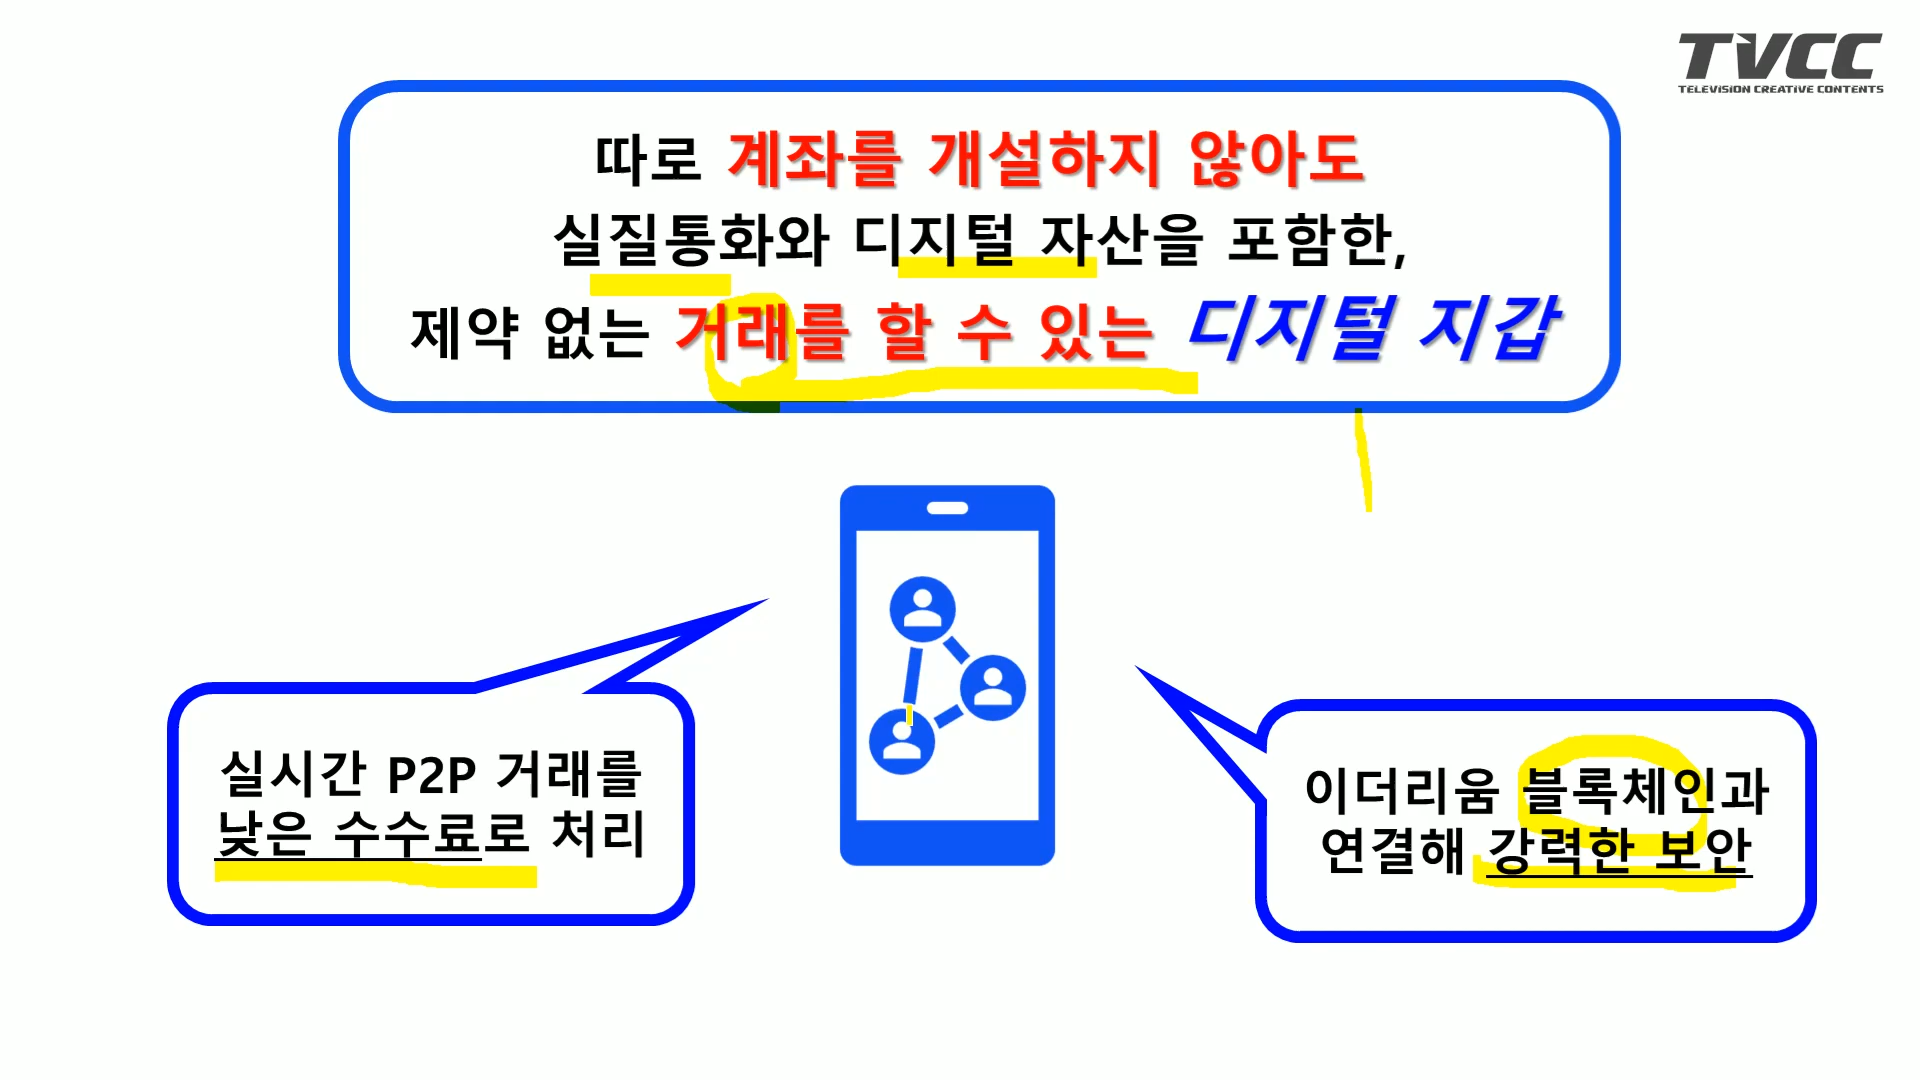 TVCC
TELEVISION CREATIVE CONTENTS
따로 계좌를 개설하지 않아도
실질통화와 디지털 자산을 포함한,
제약 없는 거래를 할 수 있는 디지털 지갑
실시간 P2P 거래를
낮은 수수료로 처리
이더리움 블록체인과
연결해 강력한 보안